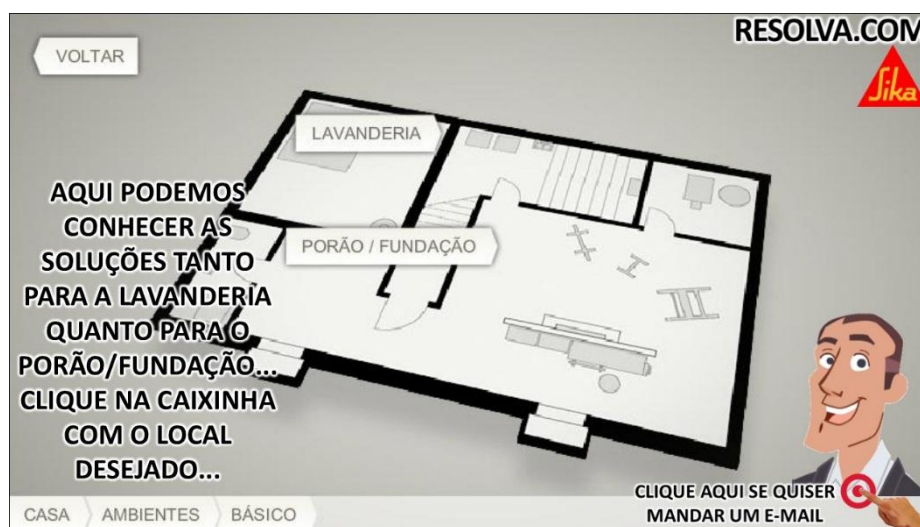 VOLTAR
RESOLVA.COM
Sika
LAVANDERIA
PORÃO / FUNDAÇÃO
AQUI PODEMOS
CONHECER AS
SOLUÇÕES TANTO
PARA A LAVANDERIA
QUANTO PARA O
PORÃO/FUNDAÇÃO...
CLIQUE NA CAIXINHA
COM O LOCAL
DESEJADO...
CLIQUE AQUI SE QUISER
MANDAR UM E-MAIL
CASA AMBIENTES BÁSICO